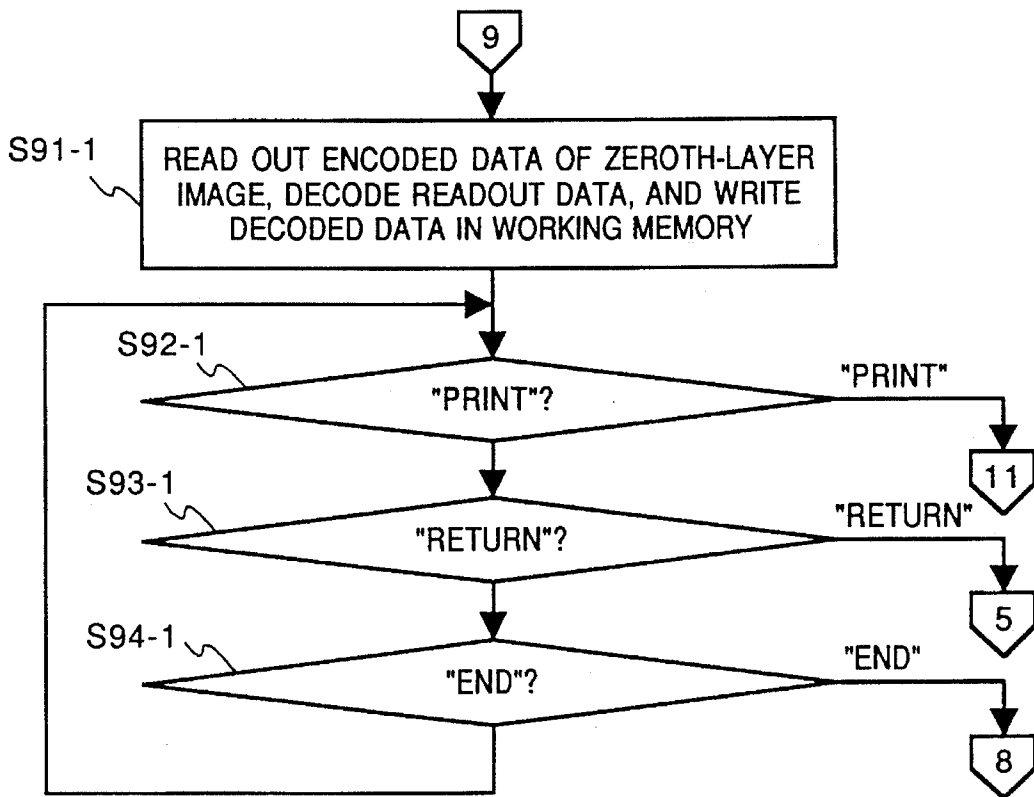 9
S91-1
READ OUT ENCODED DATA OF ZEROTH-LAYER
IMAGE, DECODE READOUT DATA, AND WRITE
DECODED DATA IN WORKING MEMORY
S92-1
"PRINT"?
"PRINT"
11
S93-1
"RETURN"?
"RETURN"
5
S94-1
"END"?
"END"
8